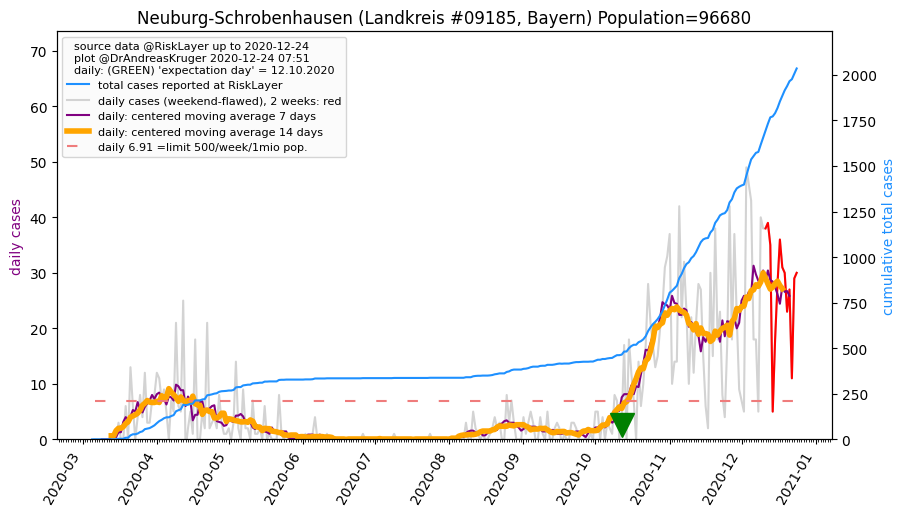 Neuburg-Schrobenhausen (Landkreis #09185, Bayern) Population=96680
source data @RiskLayer up to 2020-12-24
plot @DrAndreasKruger 2020-12-24 07:51
daily: (GREEN) 'expectation day' = 12.10.2020
total cases reported at RiskLayer
daily cases (weekend-flawed), 2 weeks: red
daily: centered moving average 7 days
daily: centered moving average 14 days
daily 6.91 =limit 500/week/1mio pop.
daily cases
70
60
50
40
30
20
10
0
cumulative total cases
2000
1750
1500
1250
1000
750
500
250
0
2020-03
2020-04
2020-05
2020-06
2020-07
2020-08
2020-09
2020-10
2020-11
2020-12
2021-01